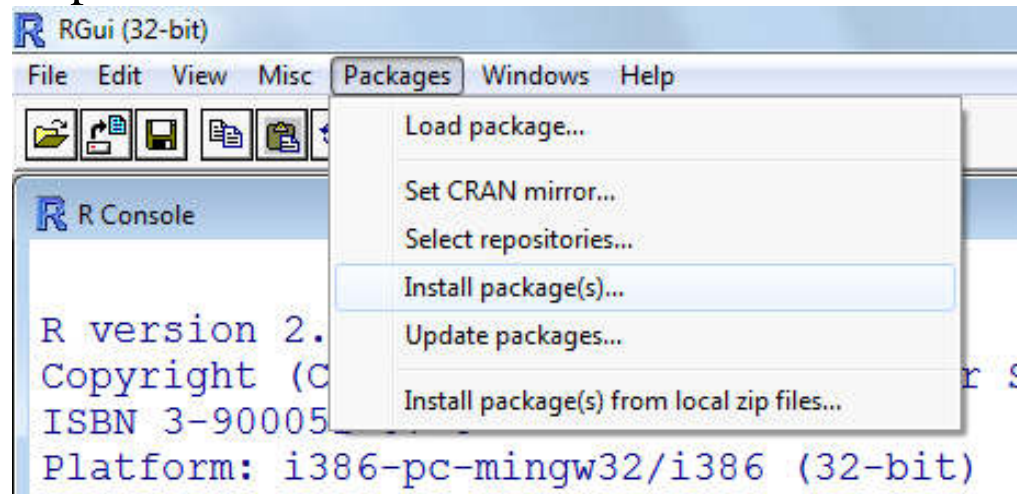 RGui (32-bit)
File Edit View Misc Packages Windows Help
Load package...
Set CRAN mirror...
R Console
Select repositories...
Install package(s)...
R version 2.
Update packages...
Copyright (C
Install package(s) from local zip files...
ISBN 3-90005
Platform: i386-pc-mingw32/i386 (32-bit)